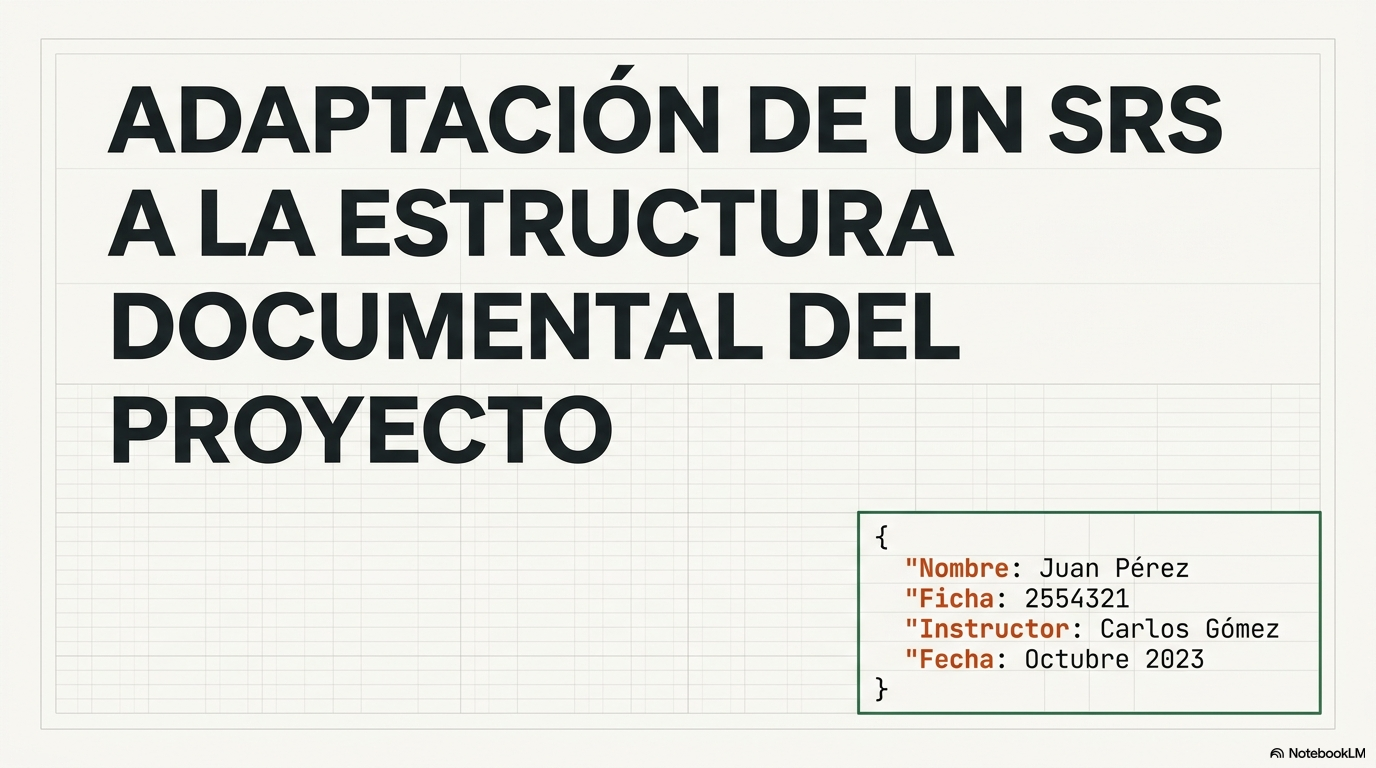 ADAPTACIÓN DE UN SRS
A LA ESTRUCTURA
DOCUMENTAL DEL
PROYECTO
{
"Nombre: Juan Pérez
"Ficha: 2554321
"Instructor: Carlos Gómez
"Fecha: Octubre 2023
}
NotebookLM